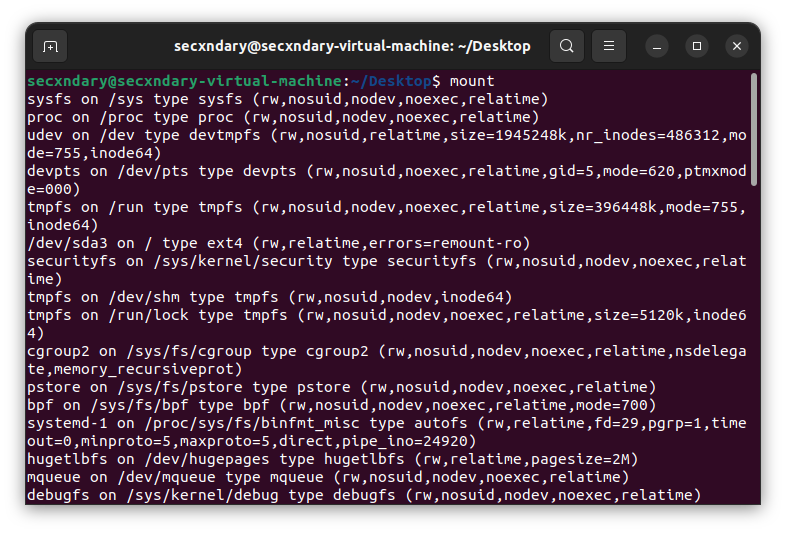 secxndary@secxndary-virtual-machine: ~/Desktop
secxndary@secxndary-virtual-machine:~/Desktop$ mount
sysfs on /sys type sysfs (rw,nosuid,nodev,noexec,relatime)
proc on /proc type proc (rw,nosuid,nodev,noexec,relatime)
udev on /dev type devtmpfs (rw,nosuid,relatime,size=1945248k,nr_inodes=486312,mo
de=755,inode64)
devpts on /dev/pts type devpts (rw,nosuid,noexec,relatime,gid=5,mode=620,ptmxmod
e=000)
tmpfs on /run type tmpfs (rw,nosuid,nodev,noexec,relatime,size=396448k,mode=755,
inode64)
/dev/sda3 on / type ext4 (rw,relatime,errors=remount-ro)
securityfs on /sys/kernel/security type securityfs (rw,nosuid,nodev,noexec,relat
ime)
tmpfs on /dev/shm type tmpfs (rw,nosuid,nodev,inode64)
tmpfs on /run/lock type tmpfs (rw,nosuid,nodev,noexec,relatime,size=5120k,inode6
4)
cgroup2 on /sys/fs/cgroup type cgroup2 (rw,nosuid,nodev,noexec,relatime,nsdelega
te,memory_recursiveprot)
pstore on /sys/fs/pstore type pstore (rw,nosuid,nodev,noexec,relatime)
bpf on /sys/fs/bpf type bpf (rw,nosuid,nodev,noexec,relatime,mode=700)
systemd-1 on /proc/sys/fs/binfmt_misc type autofs (rw,relatime,fd=29,pgrp=1,time
out=0,minproto=5,maxproto=5,direct,pipe_ino=24920)
hugetlbfs on /dev/hugepages type hugetlbfs (rw,relatime,pagesize=2M)
mqueue on /dev/mqueue type mqueue (rw,nosuid,nodev,noexec,relatime)
debugfs on /sys/kernel/debug type debugfs (rw,nosuid,nodev,noexec,relatime)